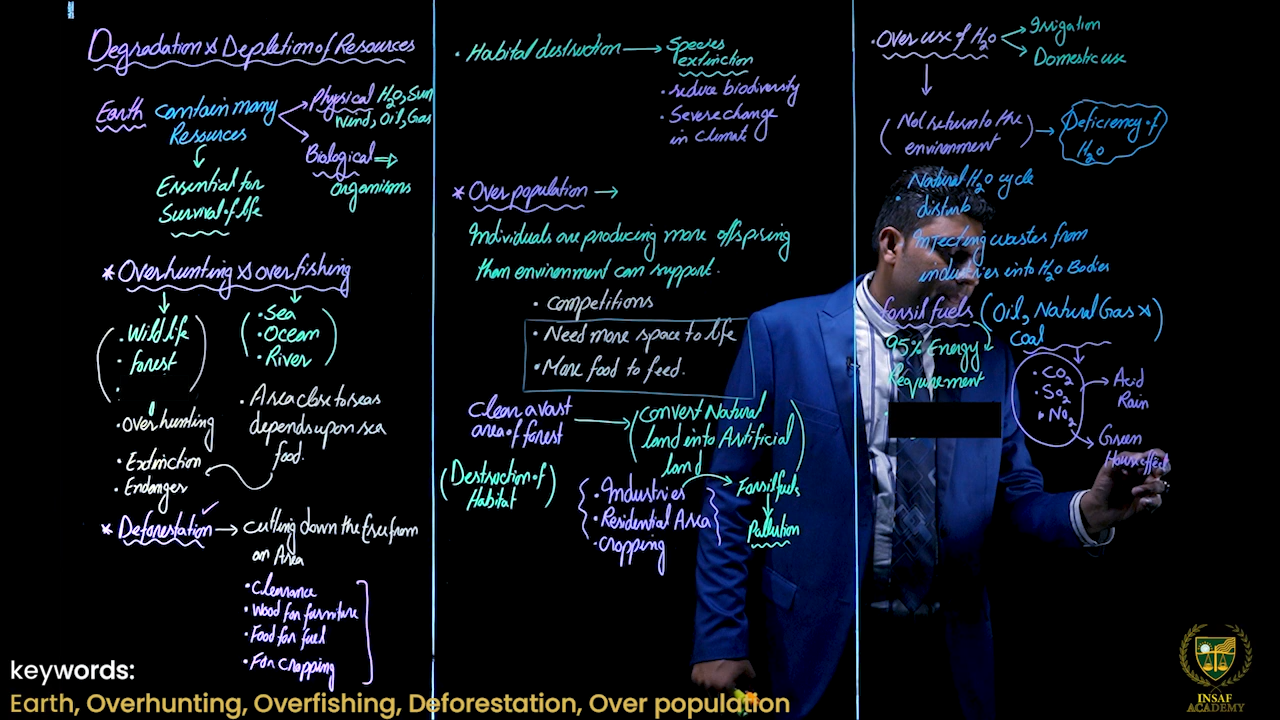 Degradation & Depletion of Resources
Earth contain many
Resources
Physical H2O, Sun
Wind, Oil, Gas
Biological ⇒
organisms
Essential for
Survival of life
* Overhunting & over fishing
• Wild life
• forest
• Sea
• Ocean
• River
• Overhunting
• Extinction
• Endanger
• Area close to seas
depends upon sea
food.
* Deforestation → cutting down the tree from
an Area
• Clearance
• Wood for furniture
• Food for fuel
• For Cropping
• Habital destruction → Species
extinction
• reduce biodiversity
• Severe change
in climate
* Over population →
Individuals are producing more offspring
than environment can support.
• competitions
• Need more space to life
• More food to feed.
Clean a vast
area of forest
(convert Natural
land into Artificial
land)
(Destruction of
Habitat)
• Industries
• Residential Area
• Cropping
Fossil fuels
Pollution
• Over use of H2O
Irrigation
Domestic use
(Not return to the
environment) →
Deficiency of
H2O
• Natural H2O cycle
disturb
Injecting wastes from
industries into H2O Bodies
Fossil fuels (Oil, Natural Gas &
Coal)
95% Energy
Requirement
• CO2
• SO2
• NO2
Acid
Rain
Green
House effect
keywords:
Earth, Overhunting, Overfishing, Deforestation, Over population
INSAF
ACADEMY